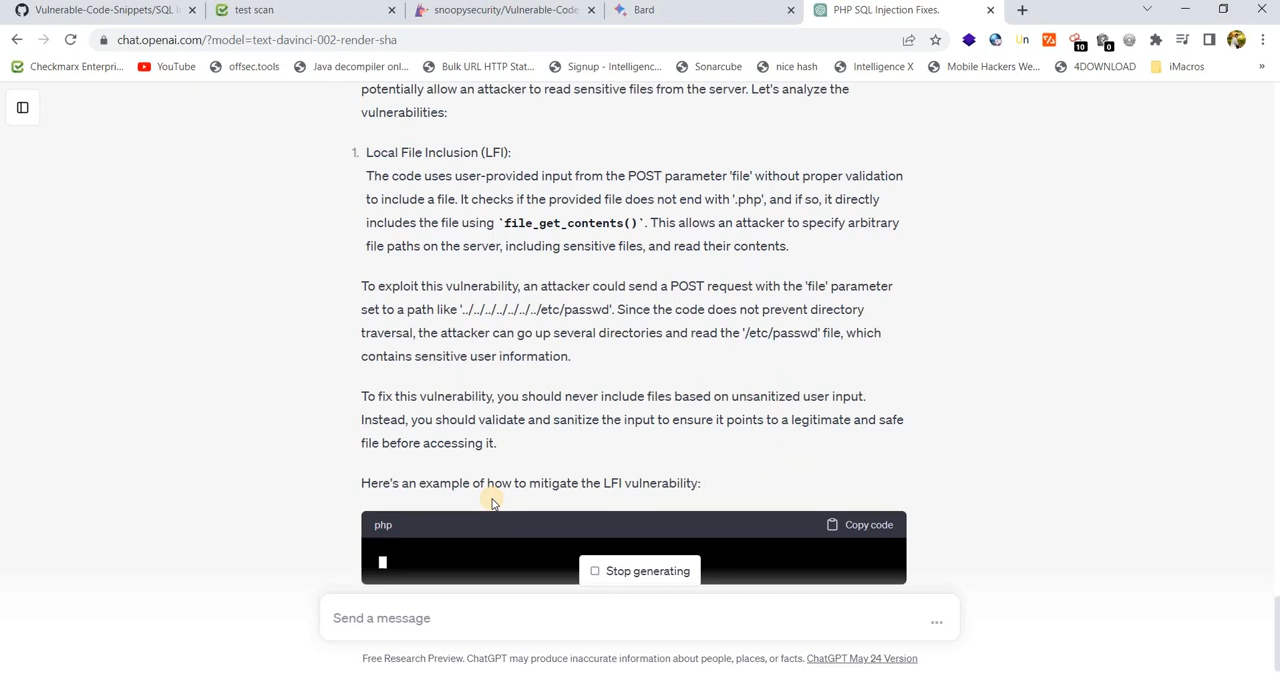 Vulnerable-Code-Snippets/SQL I
test scan
snoopysecurity/Vulnerable-Code
Bard
PHP SQL Injection Fixes.
chat.openai.com/?model=text-davinci-002-render-sha
Un
10
0
Checkmarx Enterpri...
YouTube
offsec.tools
Java decompiler onl...
Bulk URL HTTP Stat...
Signup - Intelligenc...
Sonarcube
nice hash
Intelligence X
Mobile Hackers We...
4DOWNLOAD
iMacros
»
potentially allow an attacker to read sensitive files from the server. Let's analyze the
vulnerabilities:
1. Local File Inclusion (LFI):
The code uses user-provided input from the POST parameter 'file' without proper validation
to include a file. It checks if the provided file does not end with '.php', and if so, it directly
includes the file using `file_get_contents()`. This allows an attacker to specify arbitrary
file paths on the server, including sensitive files, and read their contents.
To exploit this vulnerability, an attacker could send a POST request with the 'file' parameter
set to a path like '../../../../../../../etc/passwd'. Since the code does not prevent directory
traversal, the attacker can go up several directories and read the '/etc/passwd' file, which
contains sensitive user information.
To fix this vulnerability, you should never include files based on unsanitized user input.
Instead, you should validate and sanitize the input to ensure it points to a legitimate and safe
file before accessing it.
Here's an example of how to mitigate the LFI vulnerability:
php
Copy code
Stop generating
Send a message
...
Free Research Preview. ChatGPT may produce inaccurate information about people, places, or facts. ChatGPT May 24 Version